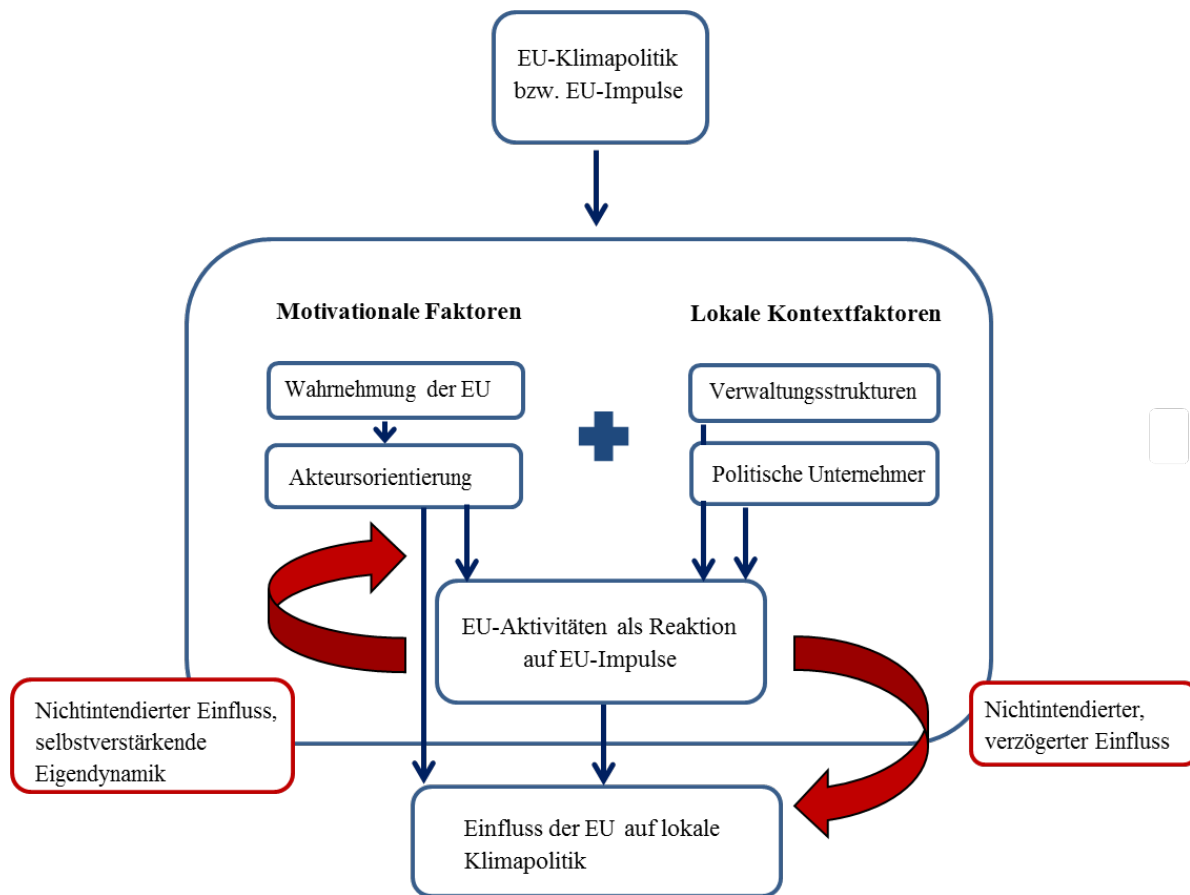 EU-Klimapolitik
bzw. EU-Impulse
Motivationale Faktoren
Lokale Kontextfaktoren
Wahrnehmung der EU
Verwaltungsstrukturen
Akteursorientierung
Politische Unternehmer
EU-Aktivitäten als Reaktion
auf EU-Impulse
Nichtintendierter Einfluss,
selbstverstärkende
Eigendynamik
Nichtintendierter,
verzögerter Einfluss
Einfluss der EU auf lokale
Klimapolitik